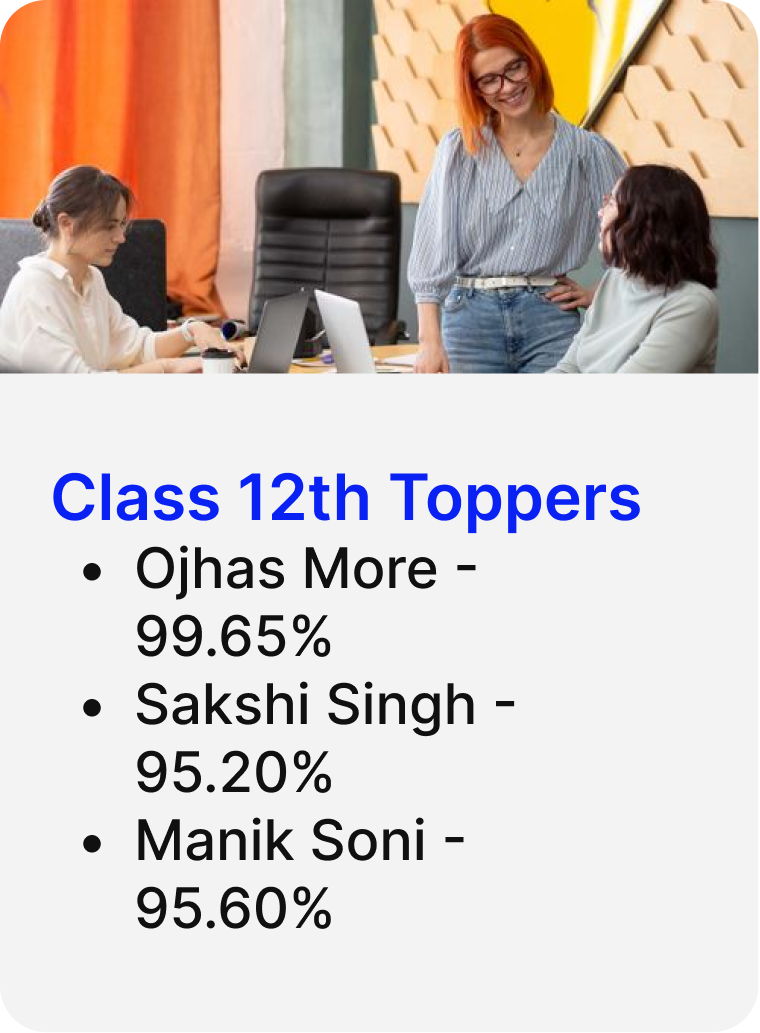 Class 12th Toppers
• Ojhas More -
99.65%
• Sakshi Singh -
95.20%
• Manik Soni -
95.60%